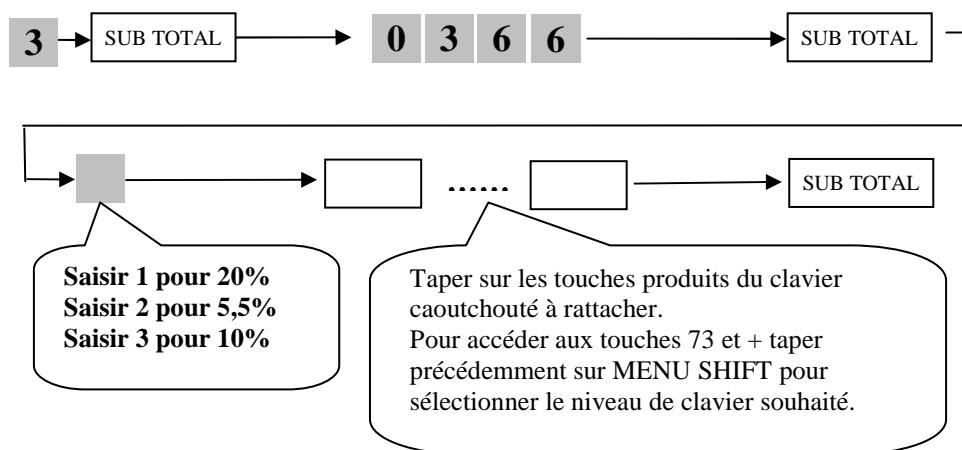 3 SUB TOTAL 0 3 6 6 SUB TOTAL
...... SUB TOTAL
Saisir 1 pour 20%
Saisir 2 pour 5,5%
Saisir 3 pour 10%
Taper sur les touches produits du clavier
caoutchouté à rattacher.
Pour accéder aux touches 73 et + taper
précédemment sur MENU SHIFT pour
sélectionner le niveau de clavier souhaité.